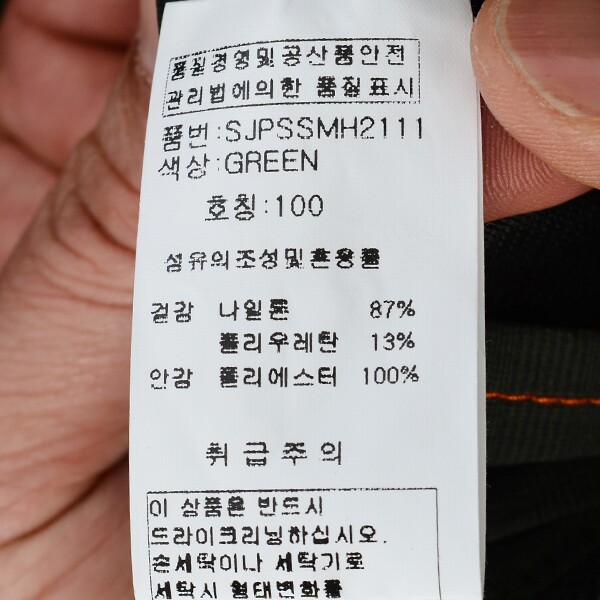 품질경영및공산품안전
관리법에의한 품질표시
품번:SJPSSMH2111
색상:GREEN
호칭:100
섬유의조성및혼용률
겉감 나일론 87%
폴리우레탄 13%
안감 폴리에스터 100%
취급주의
이 상품은 반드시
드라이크리닝하십시오.
손세탁이나 세탁기로
세탁시 형태변화를